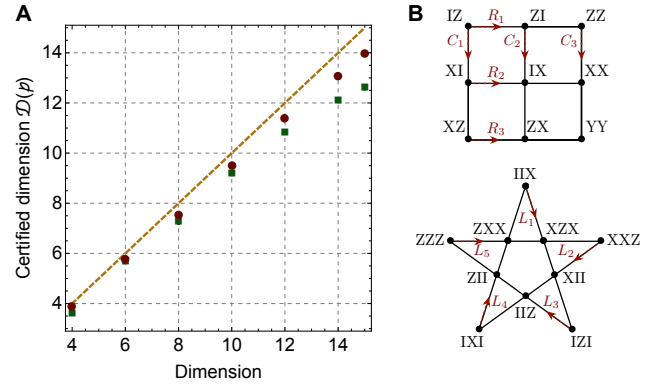 A
Certified dimension 𝒟(p)
14
12
10
8
6
4
4 6 8 10 12 14
Dimension
B
IZ R₁ ZI ZZ
C₁ C₂ C₃
XI R₂ IX XX
XZ R₃ ZX YY
IIX
L₁
ZZZ ZXX XZX XXZ
L₅ L₂
ZII XII
L₄ IIZ L₃
IXI IZI